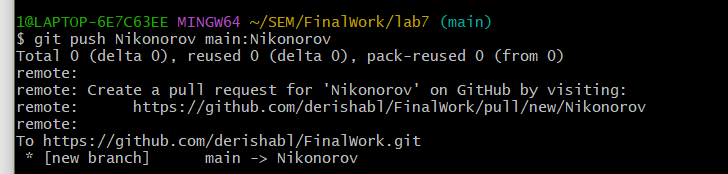 1@LAPTOP-6E7C63EE MINGW64 ~/SEM/FinalWork/lab7 (main)
$ git push Nikonorov main:Nikonorov
Total 0 (delta 0), reused 0 (delta 0), pack-reused 0 (from 0)
remote:
remote: Create a pull request for 'Nikonorov' on GitHub by visiting:
remote:      https://github.com/derishabl/FinalWork/pull/new/Nikonorov
remote:
To https://github.com/derishabl/FinalWork.git
 * [new branch]      main -> Nikonorov